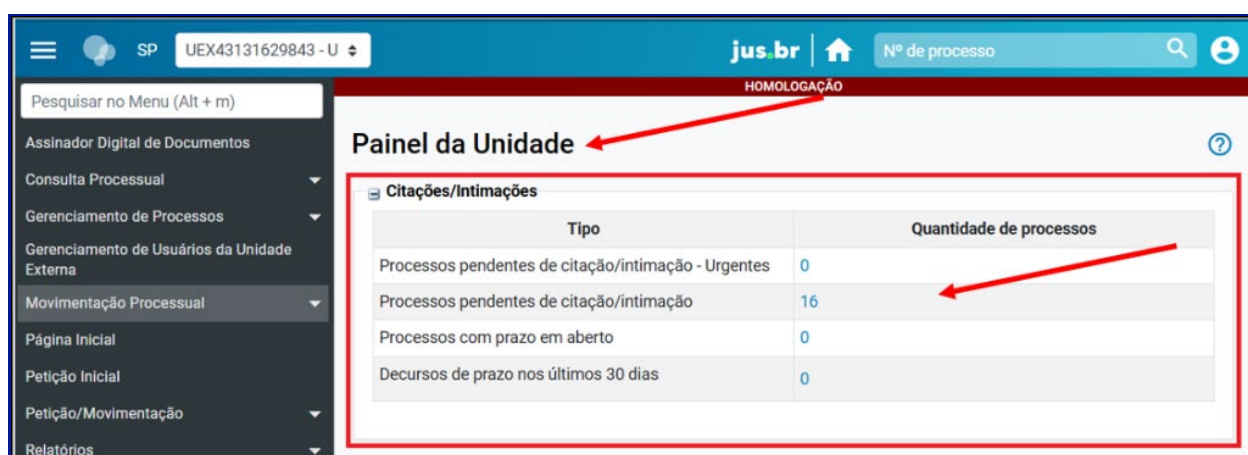 SP
UEX43131629843 - U
jus.br
Nº de processo
HOMOLOGAÇÃO
Pesquisar no Menu (Alt + m)
Assinador Digital de Documentos
Consulta Processual
Gerenciamento de Processos
Gerenciamento de Usuários da Unidade
Externa
Movimentação Processual
Página Inicial
Petição Inicial
Petição/Movimentação
Relatórios
Painel da Unidade
?
Citações/Intimações
Tipo Quantidade de processos
Processos pendentes de citação/intimação - Urgentes 0
Processos pendentes de citação/intimação 16
Processos com prazo em aberto 0
Decursos de prazo nos últimos 30 dias 0